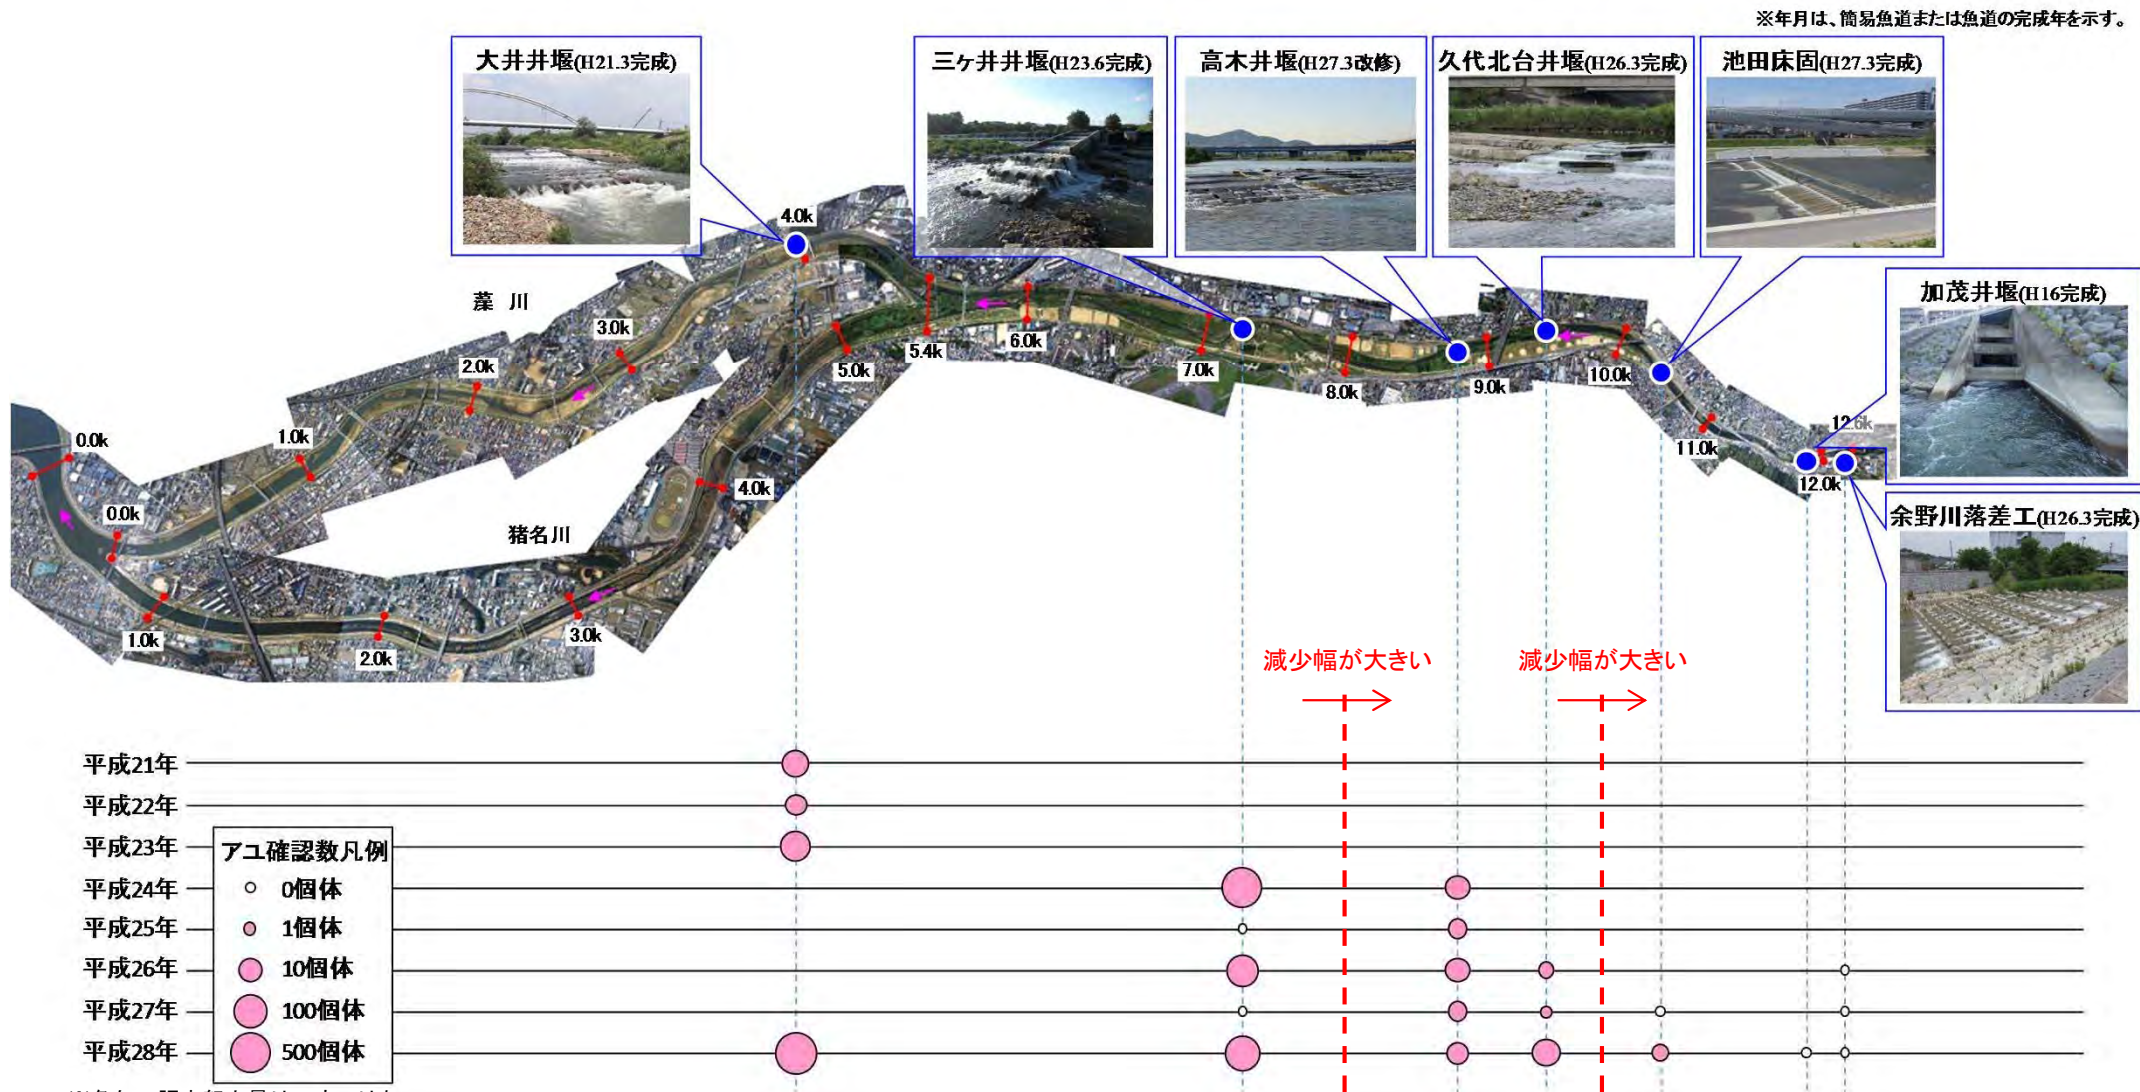 ※年月は、簡易魚道または魚道の完成年を示す。
大井井堰(H21.3完成)
三ヶ井井堰(H23.6完成)
高木井堰(H27.3改修)
久代北台井堰(H26.3完成)
池田床固(H27.3完成)
加茂井堰(H16完成)
余野川落差工(H26.3完成)
4.0k
藻 川
3.0k
2.0k
1.0k
0.0k
0.0k
5.0k
5.4k
6.0k
7.0k
8.0k
9.0k
10.0k
11.0k
12.6k
12.0k
4.0k
猪名川
3.0k
2.0k
1.0k
減少幅が大きい
減少幅が大きい
平成21年
平成22年
平成23年
平成24年
平成25年
平成26年
平成27年
平成28年
アユ確認数凡例
0個体
1個体
10個体
100個体
500個体